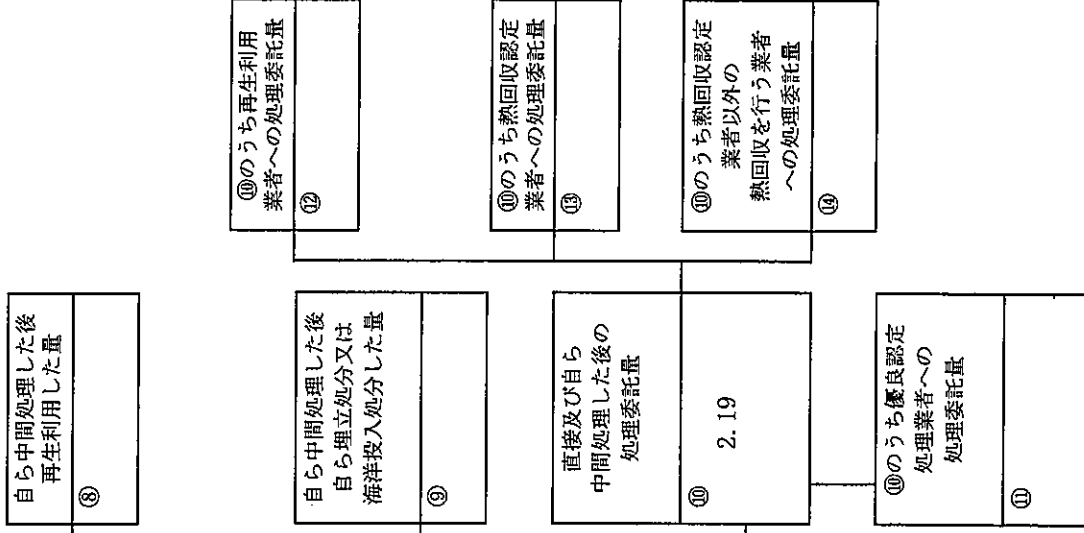 自ら中間処理した後
再生利用した量
⑧
自ら中間処理した後
自ら埋立処分又は
海洋投入処分した量
⑨
直接及び自ら
中間処理した後の
処理委託量
⑩
2.19
⑩のうち優良認定
処理業者への
処理委託量
⑪
⑩のうち再生利用
業者への処理委託量
⑫
⑩のうち熱回収認定
業者への処理委託量
⑬
⑩のうち熱回収認定
業者以外の
熱回収を行う業者
への処理委託量
⑭